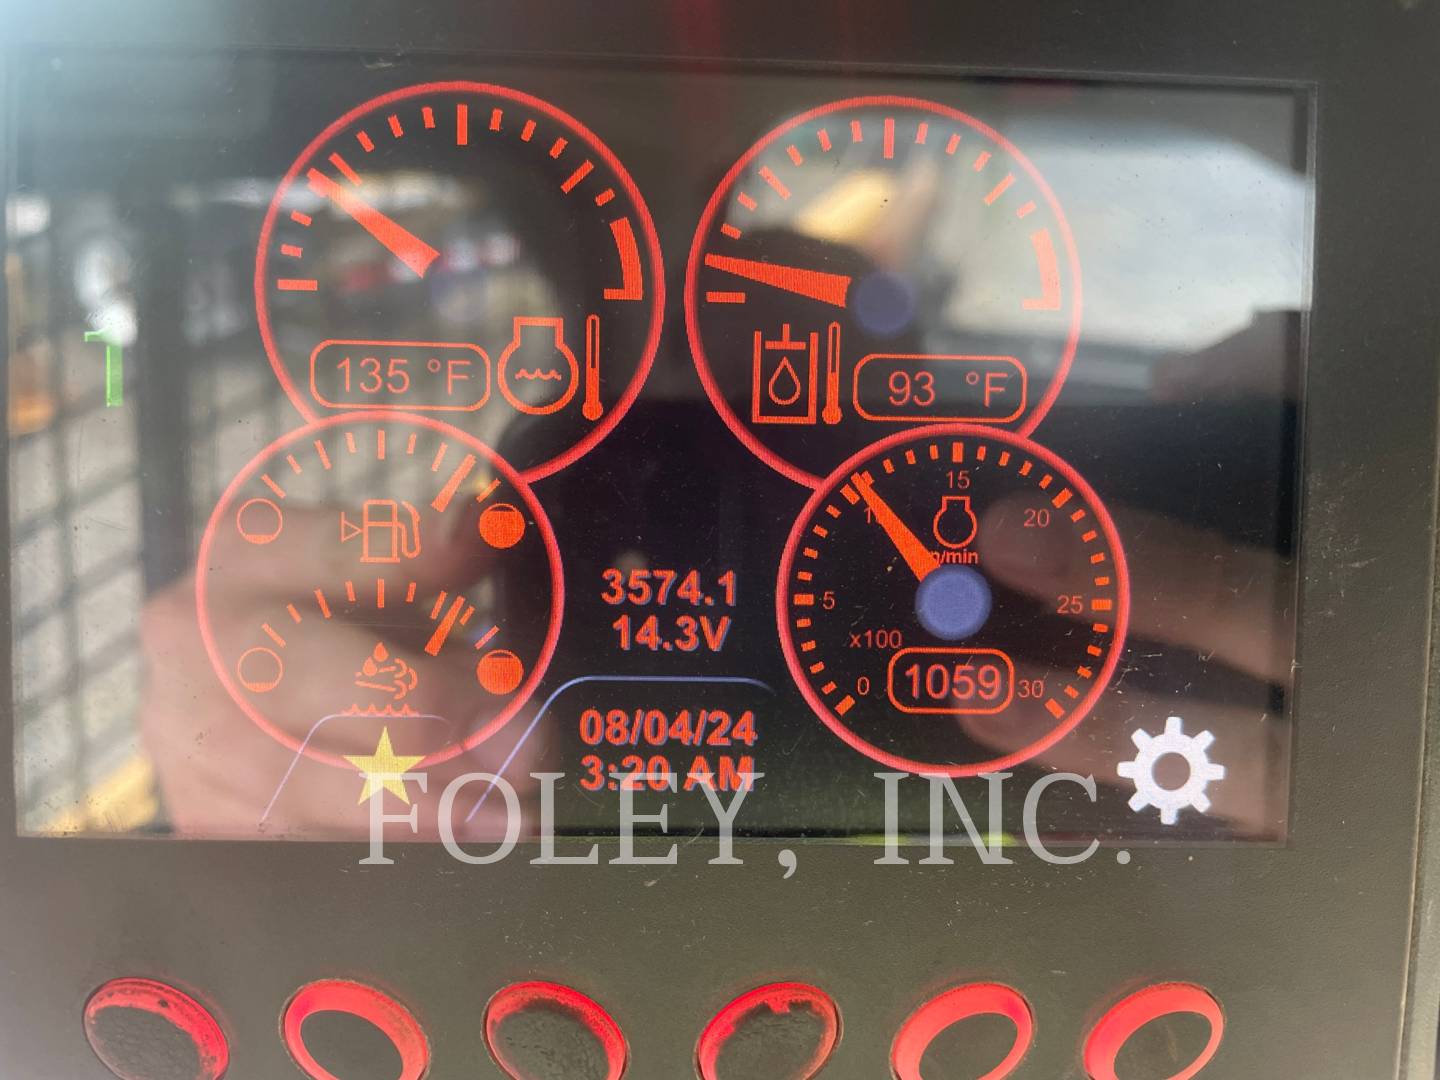 135 °F
93 °F
15
20
5
n/min
25
x100
0
1059
30
3574.1
14.3V
08/04/24
3:20 AM
FOLEY, INC.